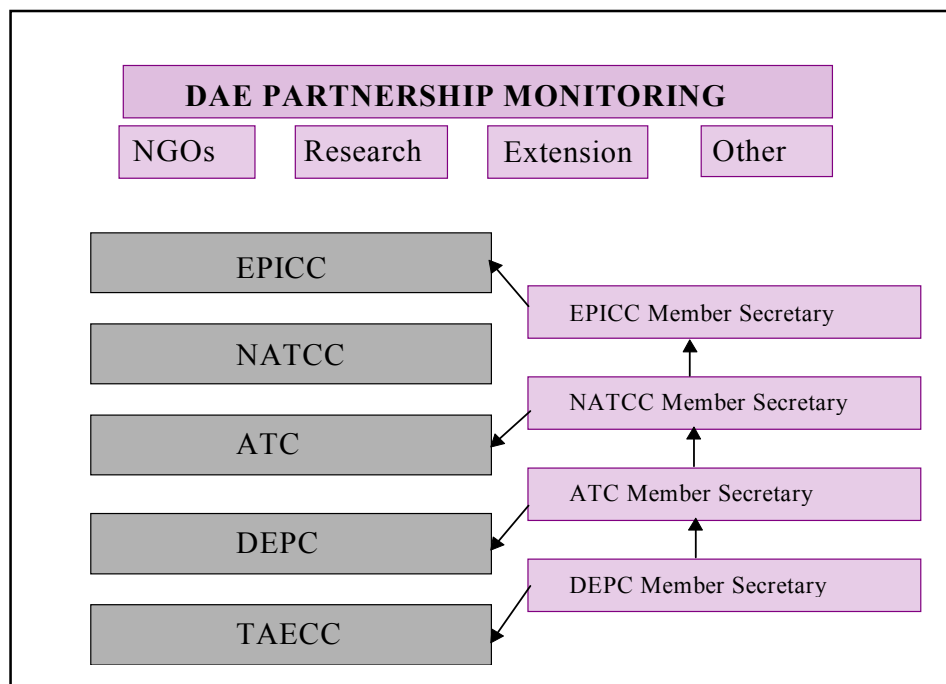 DAE PARTNERSHIP MONITORING
NGOs
Research
Extension
Other
EPICC
EPICC Member Secretary
NATCC
NATCC Member Secretary
ATC
ATC Member Secretary
DEPC
DEPC Member Secretary
TAECC